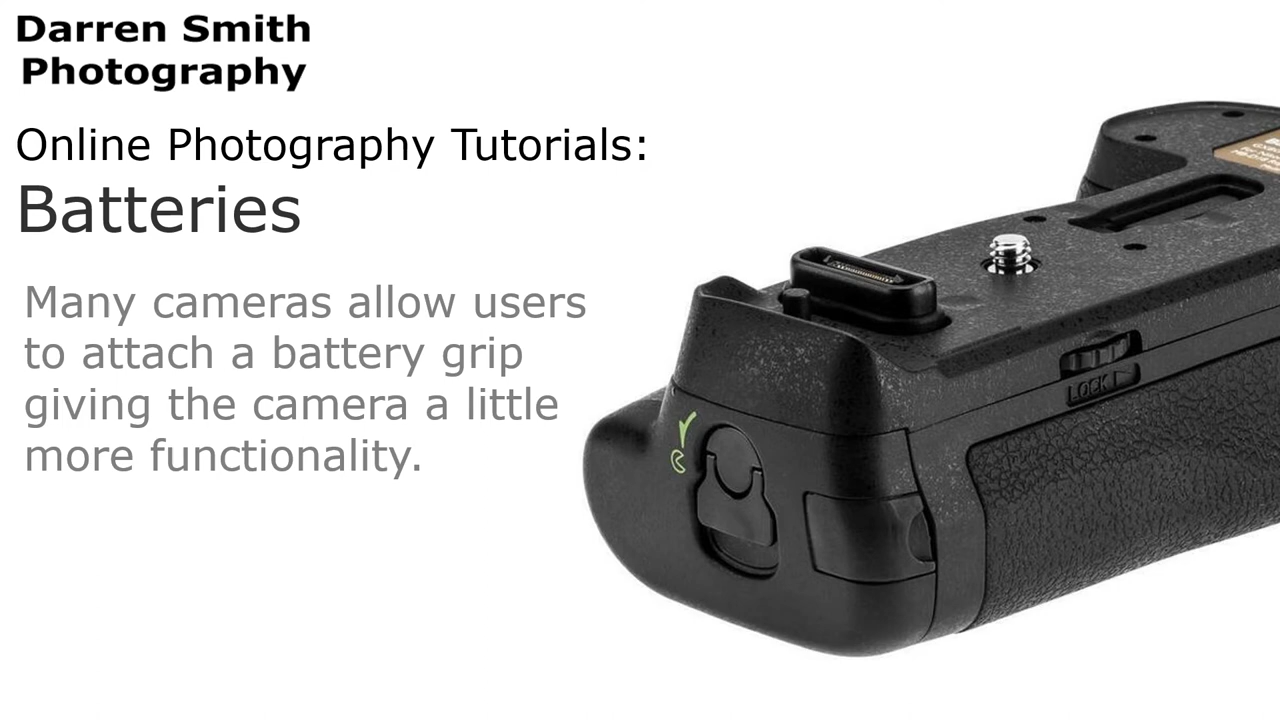 Darren Smith
Photography
Online Photography Tutorials:
Batteries
Many cameras allow users
to attach a battery grip
giving the camera a little
more functionality.
LOCK